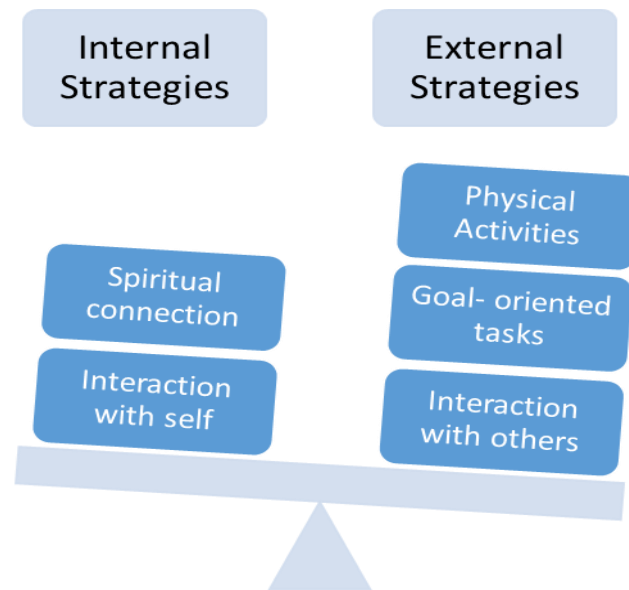 Internal
Strategies
External
Strategies
Physical
Activities
Spiritual
connection
Goal- oriented
tasks
Interaction
with self
Interaction
with others